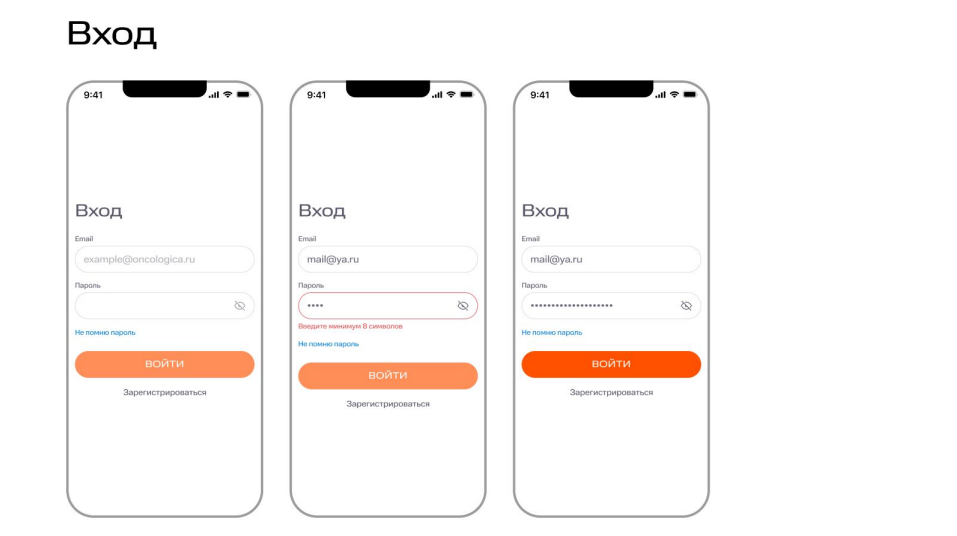 Вход
9:41
Вход
Email
example@oncologica.ru
Пароль
Не помню пароль
ВОЙТИ
Зарегистрироваться
9:41
Вход
Email
mail@ya.ru
Пароль
••••
Введите минимум 8 символов
Не помню пароль
ВОЙТИ
Зарегистрироваться
9:41
Вход
Email
mail@ya.ru
Пароль
••••••••••••••••••••
Не помню пароль
ВОЙТИ
Зарегистрироваться